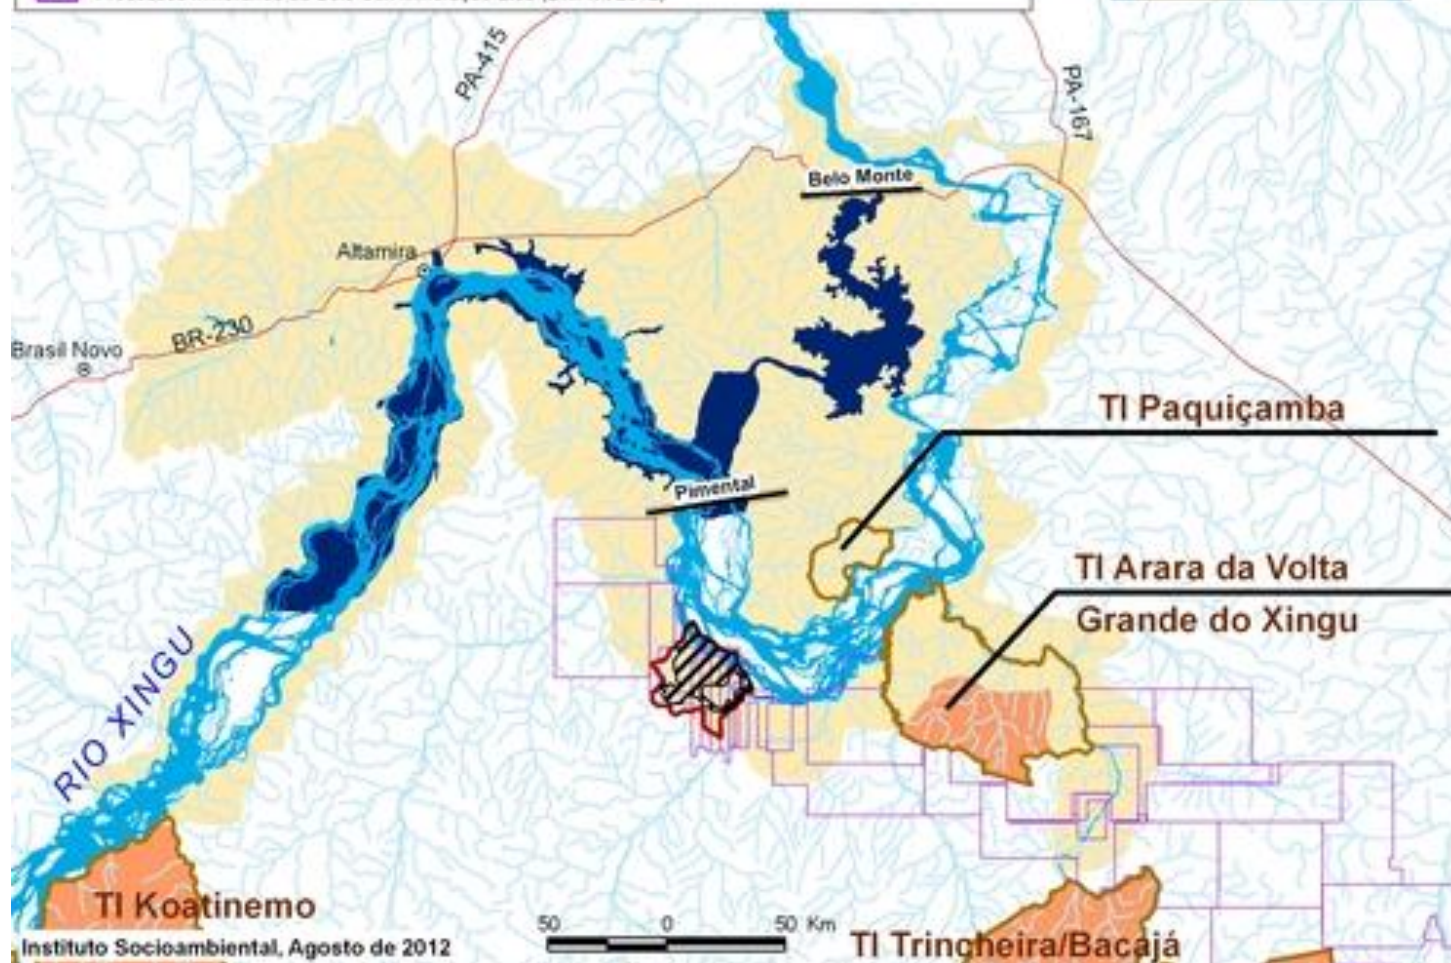 PA-415
PA-167
Belo Monte
Altamira
BR-230
Brasil Novo
TI Paquiçamba
Pimental
TI Arara da Volta
Grande do Xingu
RIO XINGU
TI Koatinemo
50 0 50 Km
Instituto Socioambiental, Agosto de 2012
TI Trincheira/Bacajá